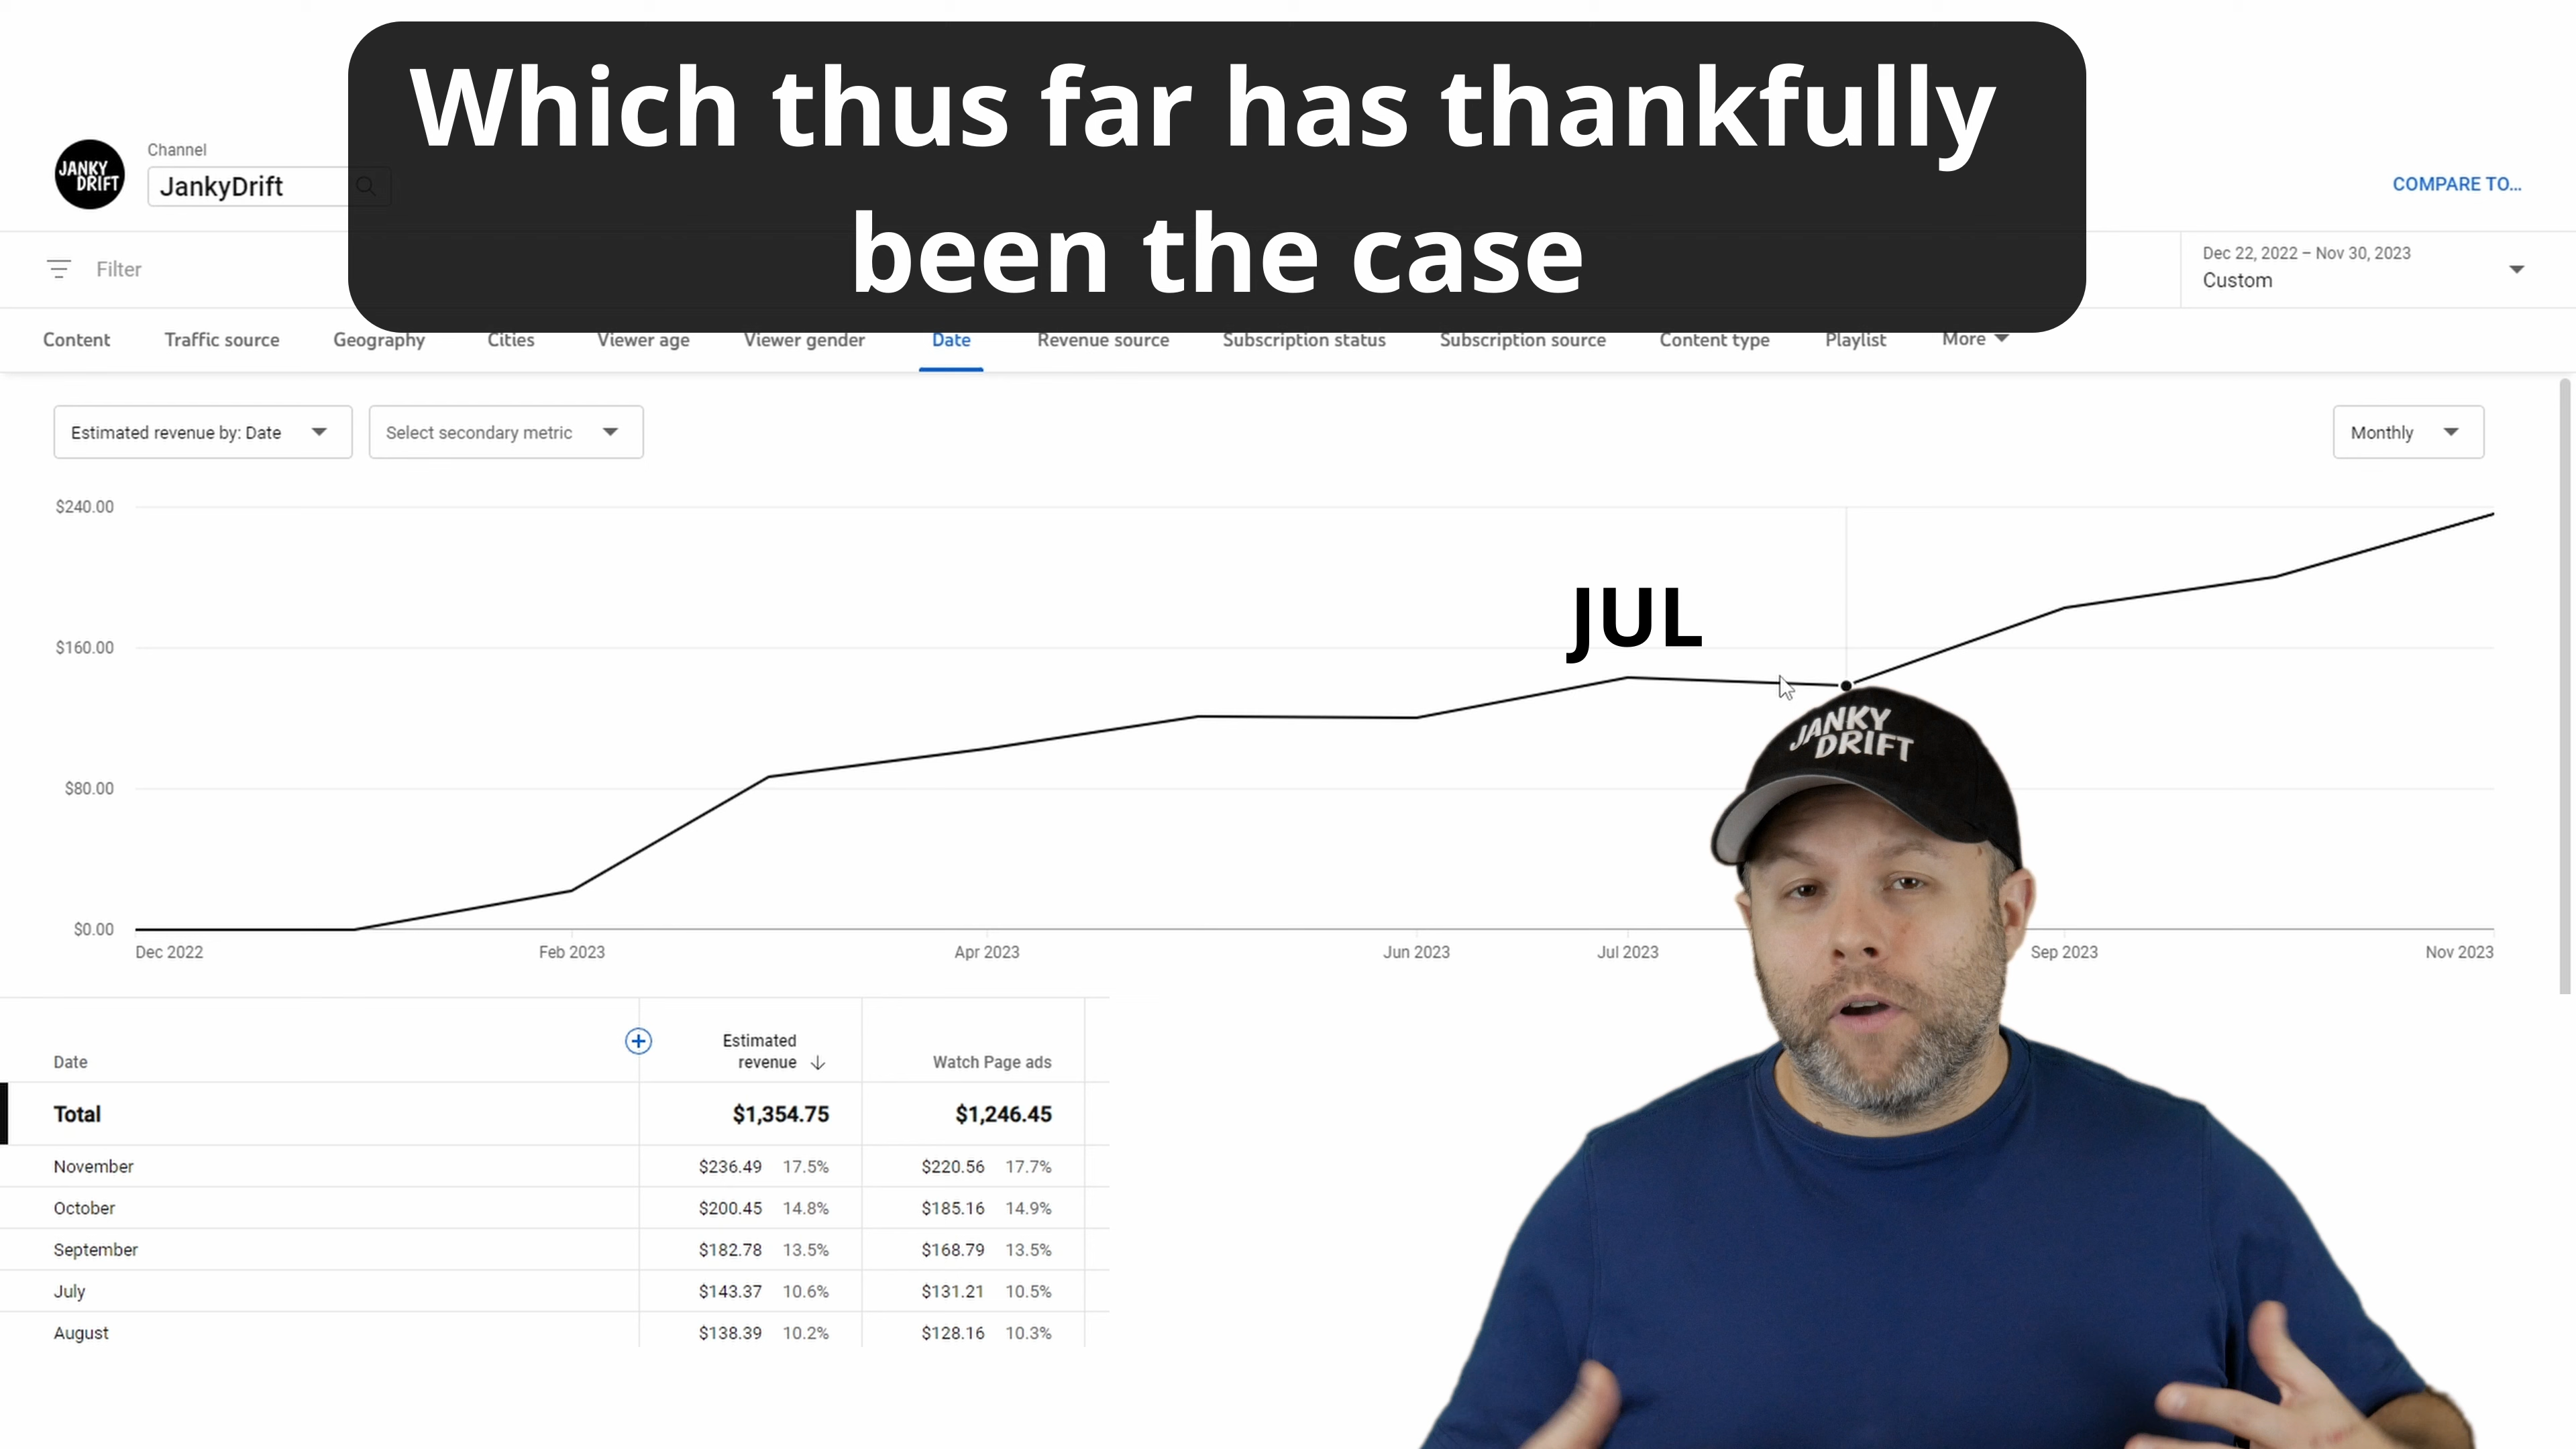 Which thus far has thankfully
been the case
JANKY
DRIFT
Channel
JankyDrift
COMPARE TO...
Filter
Dec 22, 2022 – Nov 30, 2023
Custom
Content Traffic source Geography Cities Viewer age Viewer gender Date Revenue source Subscription status Subscription source Content type Playlist More
Estimated revenue by: Date Select secondary metric Monthly
$240.00
JUL
$160.00
JANKY
DRIFT
$80.00
$0.00
Dec 2022 Feb 2023 Apr 2023 Jun 2023 Jul 2023 Sep 2023 Nov 2023
Estimated
Date revenue Watch Page ads
Total $1,354.75 $1,246.45
November $236.49 17.5% $220.56 17.7%
October $200.45 14.8% $185.16 14.9%
September $182.78 13.5% $168.79 13.5%
July $143.37 10.6% $131.21 10.5%
August $138.39 10.2% $128.16 10.3%